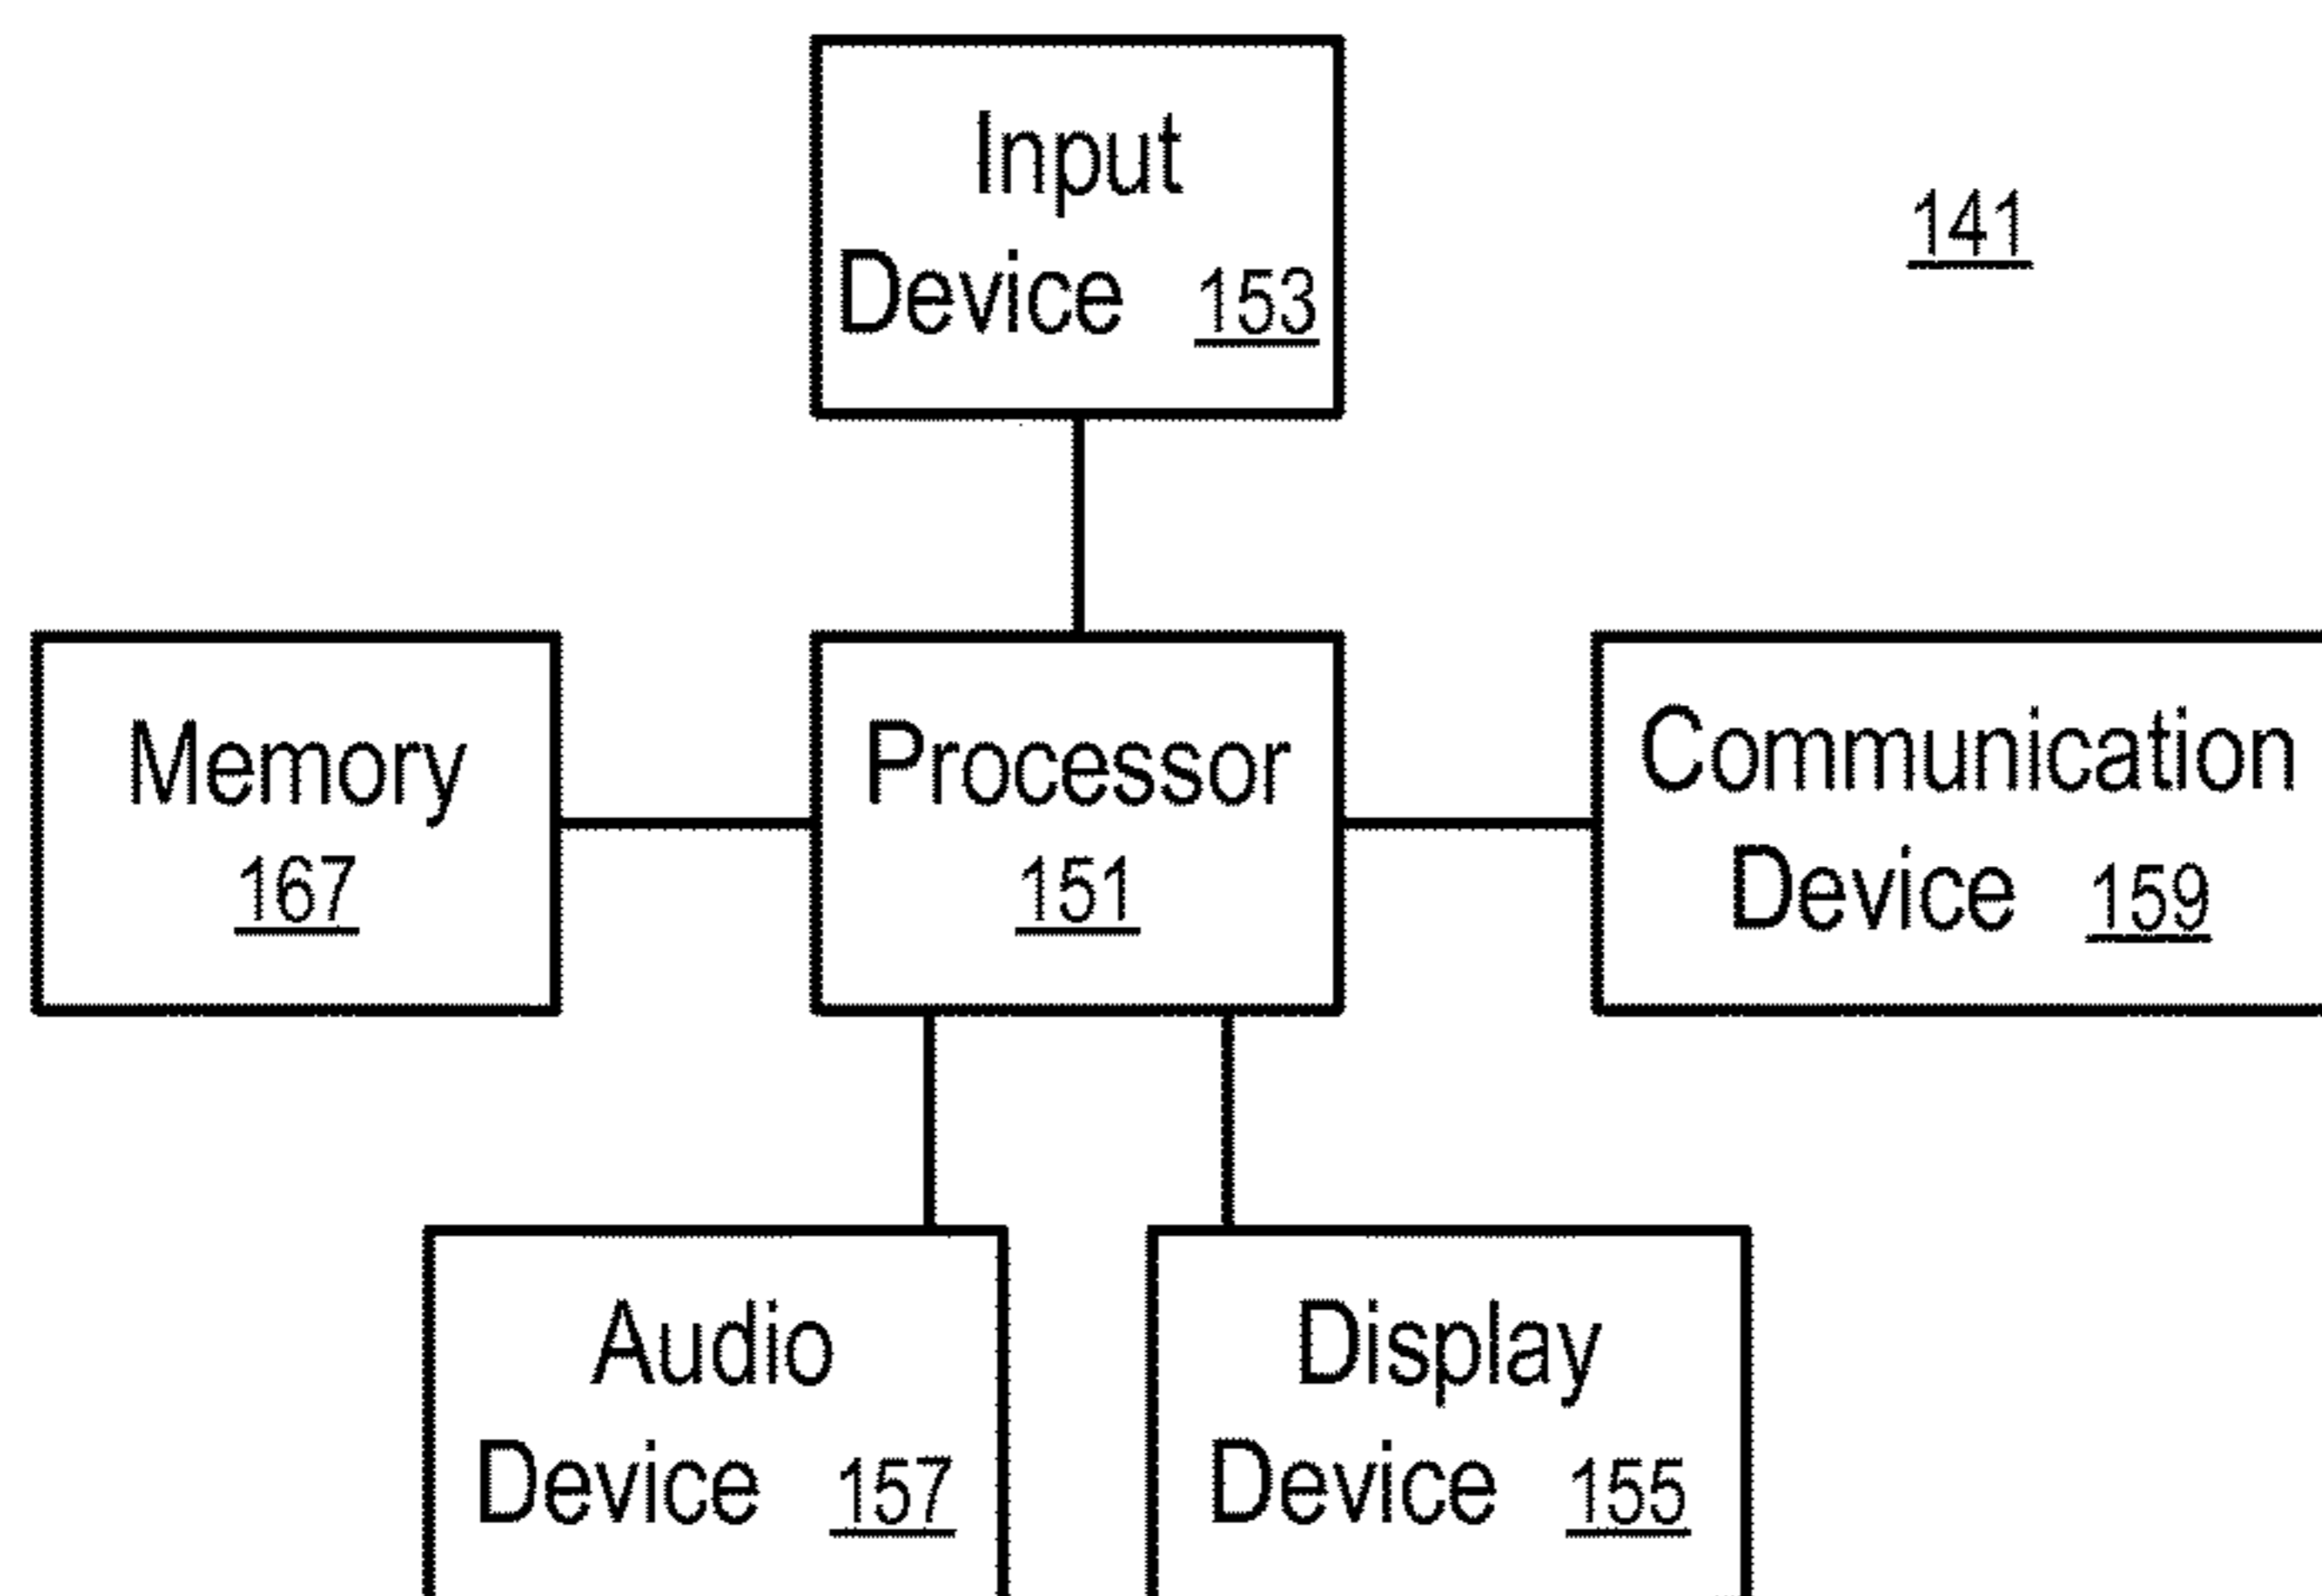 Input
Device 153
141
Memory
167
Processor
151
Communication
Device 159
Audio
Device 157
Display
Device 155